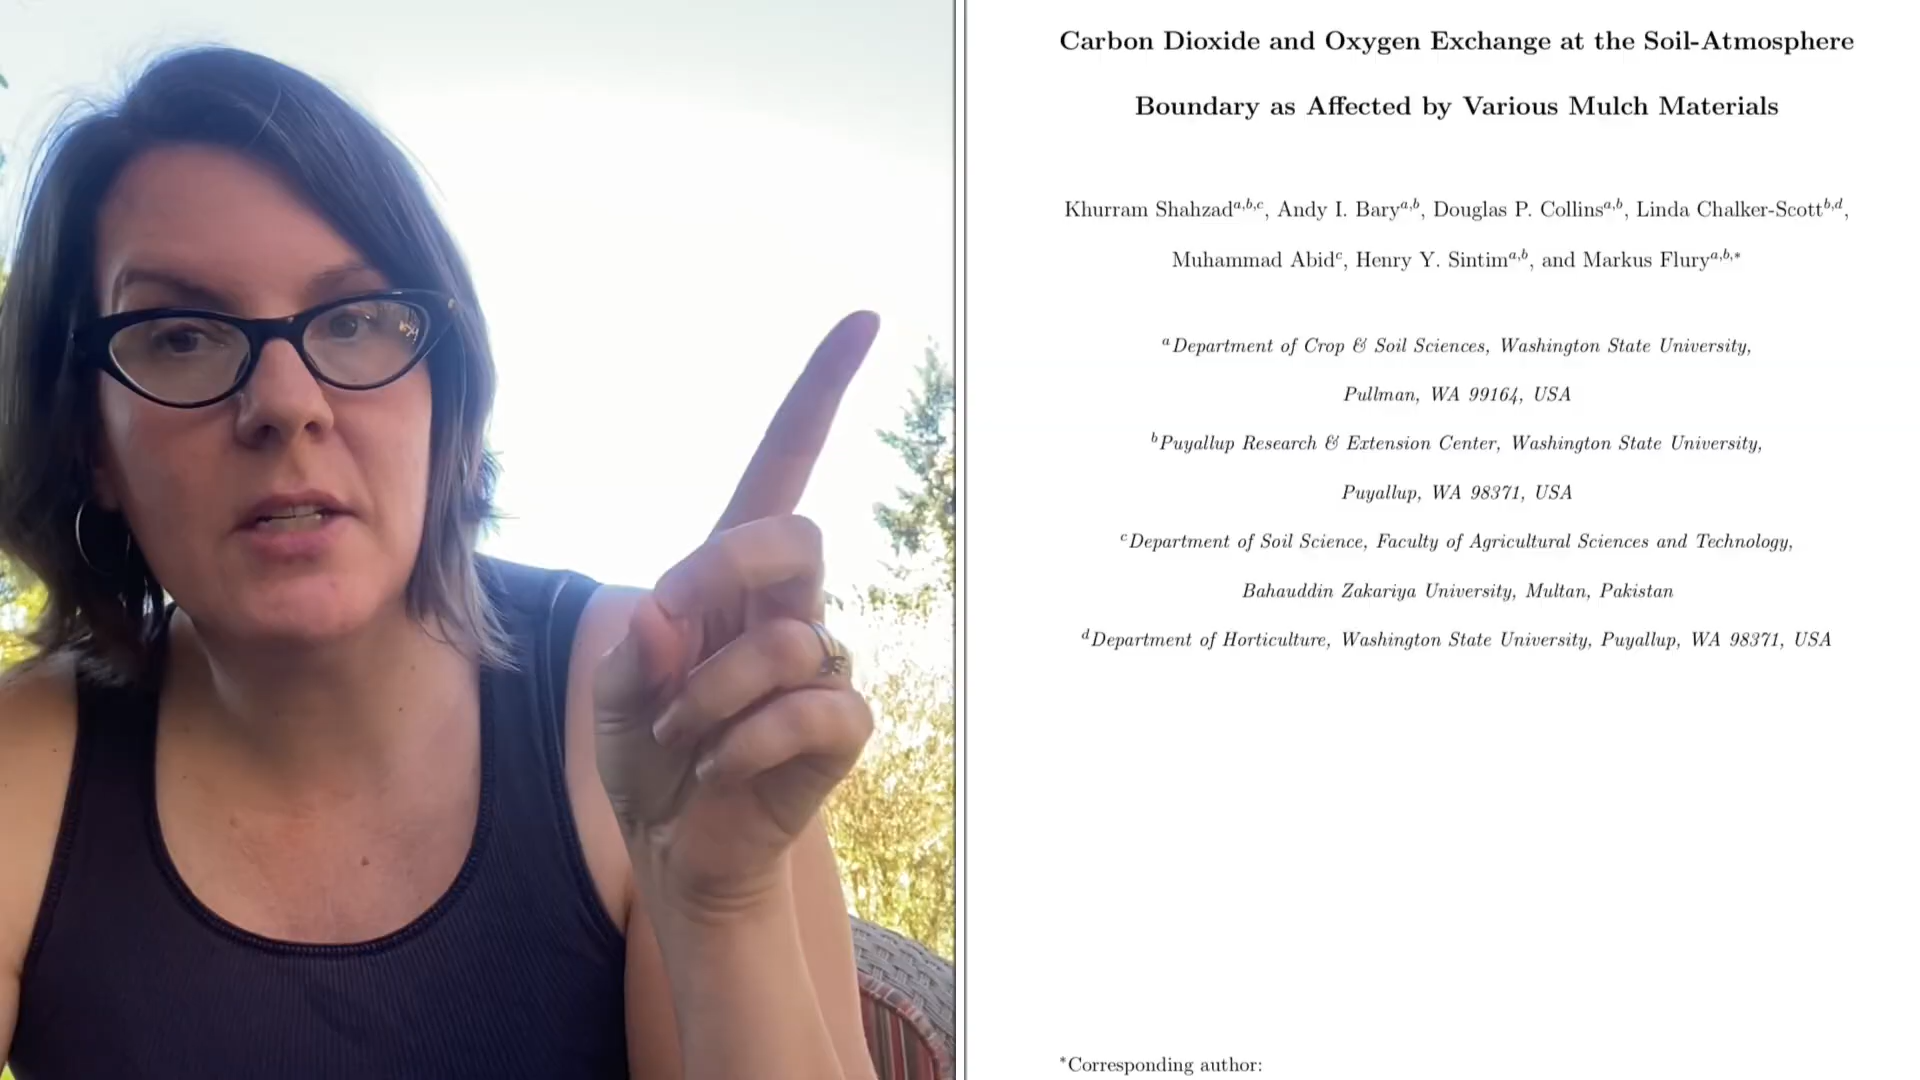 Carbon Dioxide and Oxygen Exchange at the Soil-Atmosphere
Boundary as Affected by Various Mulch Materials
Khurram Shahzad^{a,b,c}, Andy I. Bary^{a,b}, Douglas P. Collins^{a,b}, Linda Chalker-Scott^{b,d},
Muhammad Abid^{c}, Henry Y. Sintim^{a,b}, and Markus Flury^{a,b,*}
^{a}Department of Crop & Soil Sciences, Washington State University,
Pullman, WA 99164, USA
^{b}Puyallup Research & Extension Center, Washington State University,
Puyallup, WA 98371, USA
^{c}Department of Soil Science, Faculty of Agricultural Sciences and Technology,
Bahauddin Zakariya University, Multan, Pakistan
^{d}Department of Horticulture, Washington State University, Puyallup, WA 98371, USA
*Corresponding author: